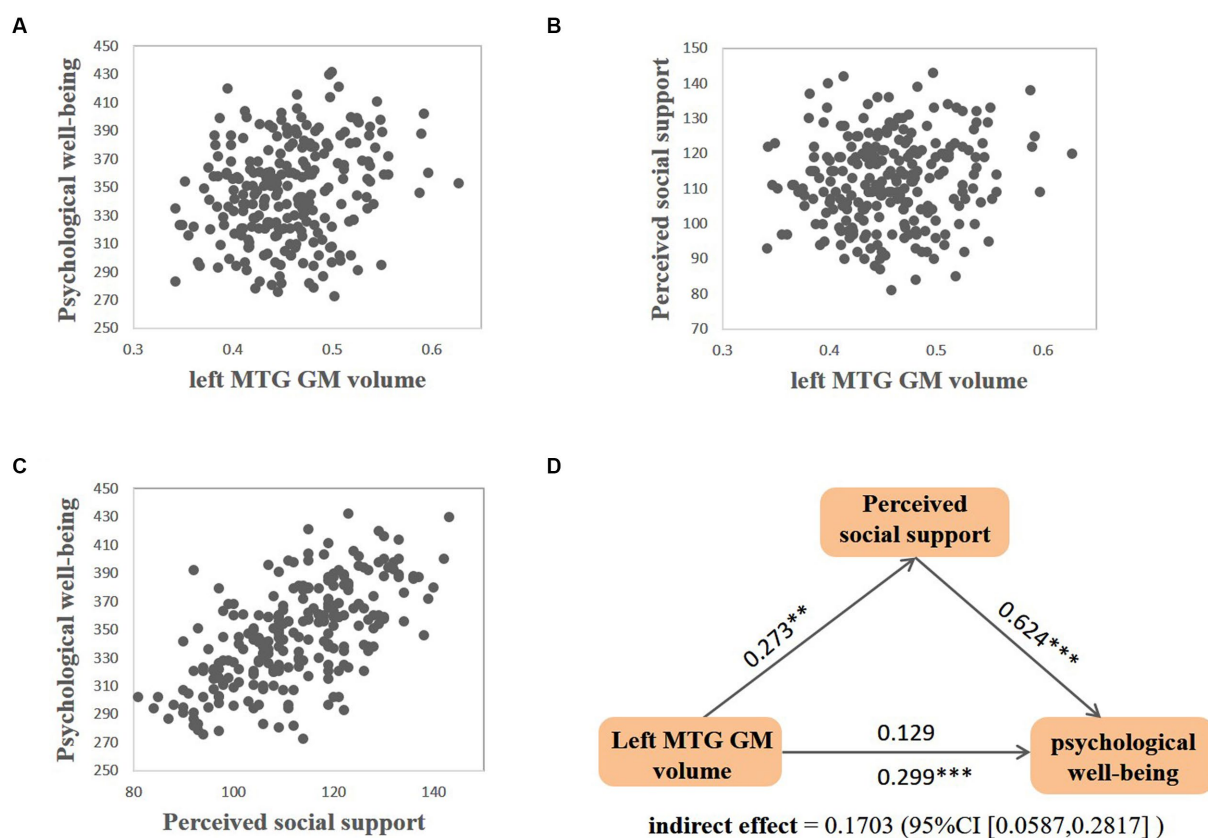 A
Psychological well-being
450
430
410
390
370
350
330
310
290
270
250
0.3 0.4 0.5 0.6
left MTG GM volume
B
Perceived social support
150
140
130
120
110
100
90
80
70
0.3 0.4 0.5 0.6
left MTG GM volume
C
Psychological well-being
450
430
410
390
370
350
330
310
290
270
250
80 100 120 140
Perceived social support
D
Perceived
social support
0.273**
0.624***
Left MTG GM
volume
0.129
0.299***
psychological
well-being
indirect effect = 0.1703 (95%CI [0.0587,0.2817] )